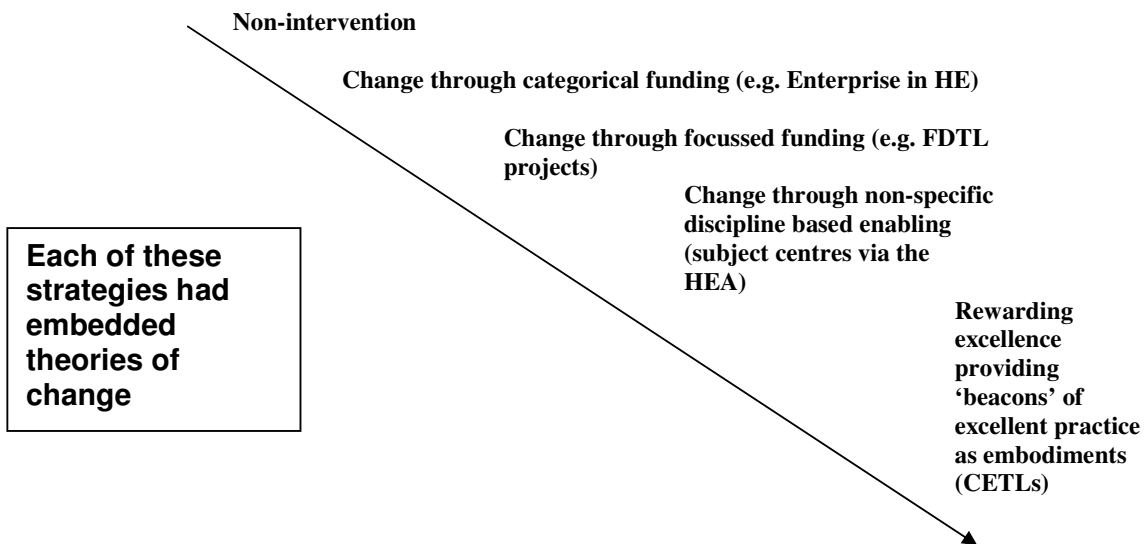 Non-intervention
Change through categorical funding (e.g. Enterprise in HE)
Change through focussed funding (e.g. FDTL
projects)
Change through non-specific
discipline based enabling
(subject centres via the
HEA)
Each of these
strategies had
embedded
theories of
change
Rewarding
excellence
providing
‘beacons’ of
excellent practice
as embodiments
(CETLs)